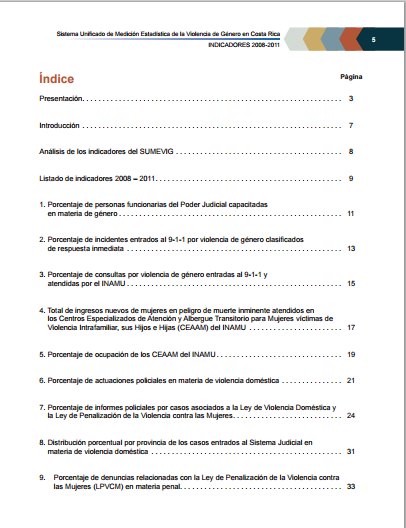 Sistema Unificado de Medición Estadística de la Violencia de Género en Costa Rica
INDICADORES 2008-2011
5
Índice
Página
Presentación. . . . . . . . . . . . . . . . . . . . . . . . . . . . . . . . . . . . . . . . 3
Introducción . . . . . . . . . . . . . . . . . . . . . . . . . . . . . . . . . . . . . . . . 7
Análisis de los indicadores del SUMEVIG . . . . . . . . . . . . . . . . . . . . . . . . 8
Listado de indicadores 2008 – 2011. . . . . . . . . . . . . . . . . . . . . . . . . . . 9
1. Porcentaje de personas funcionarias del Poder Judicial capacitadas
en materia de género . . . . . . . . . . . . . . . . . . . . . . . . . . . . . . . . 11
2. Porcentaje de incidentes entrados al 9-1-1 por violencia de género clasificados
de respuesta inmediata . . . . . . . . . . . . . . . . . . . . . . . . . . . . . . . 13
3. Porcentaje de consultas por violencia de género entradas al 9-1-1 y
atendidas por el INAMU . . . . . . . . . . . . . . . . . . . . . . . . . . . . . . . 15
4. Total de ingresos nuevos de mujeres en peligro de muerte inminente atendidos en
los Centros Especializados de Atención y Albergue Transitorio para Mujeres víctimas de
Violencia Intrafamiliar, sus Hijos e Hijas (CEAAM) del INAMU . . . . . . . . . . . . 17
5. Porcentaje de ocupación de los CEAAM del INAMU. . . . . . . . . . . . . . . . . . 19
6. Porcentaje de actuaciones policiales en materia de violencia doméstica . . . . . . . . 21
7. Porcentaje de informes policiales por casos asociados a la Ley de Violencia Doméstica y
la Ley de Penalización de la Violencia contra las Mujeres. . . . . . . . . . . . . . . 24
8. Distribución porcentual por provincia de los casos entrados al Sistema Judicial en
materia de violencia doméstica . . . . . . . . . . . . . . . . . . . . . . . . . . . 31
9. Porcentaje de denuncias relacionadas con la Ley de Penalización de la Violencia contra
las Mujeres (LPVCM) en materia penal. . . . . . . . . . . . . . . . . . . . . . . . 33